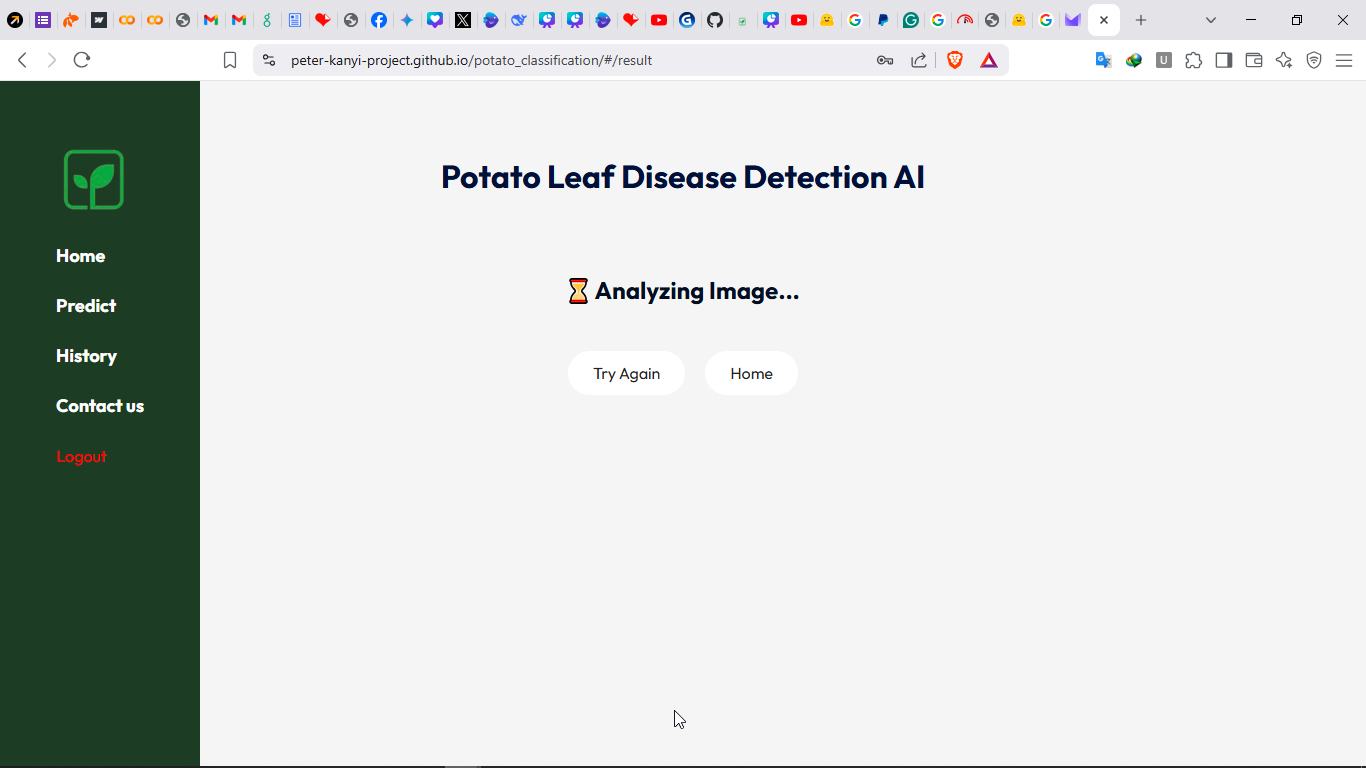 peter-kanyi-project.github.io/potato_classification/#/result
Potato Leaf Disease Detection AI
Home
Predict
History
Contact us
Logout
⏳ Analyzing Image...
Try Again
Home